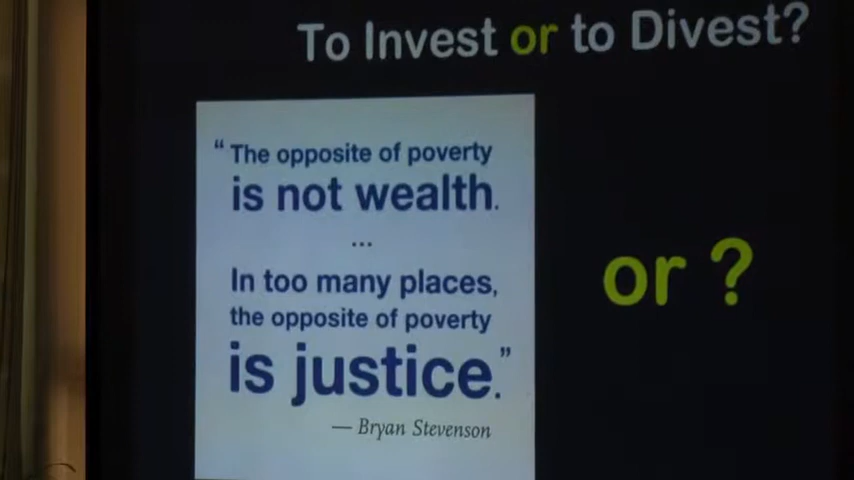 To Invest or to Divest?
“ The opposite of poverty
is not wealth.
...
In too many places,
the opposite of poverty
is justice.”
— Bryan Stevenson
or ?